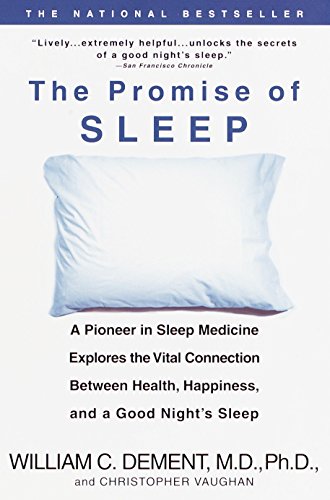 THE NATIONAL BESTSELLER
"Lively...extremely helpful...unlocks the secrets
of a good night's sleep."
—San Francisco Chronicle
The Promise of
SLEEP
A Pioneer in Sleep Medicine
Explores the Vital Connection
Between Health, Happiness,
and a Good Night's Sleep
WILLIAM C. DEMENT, M.D., Ph.D.,
and CHRISTOPHER VAUGHAN